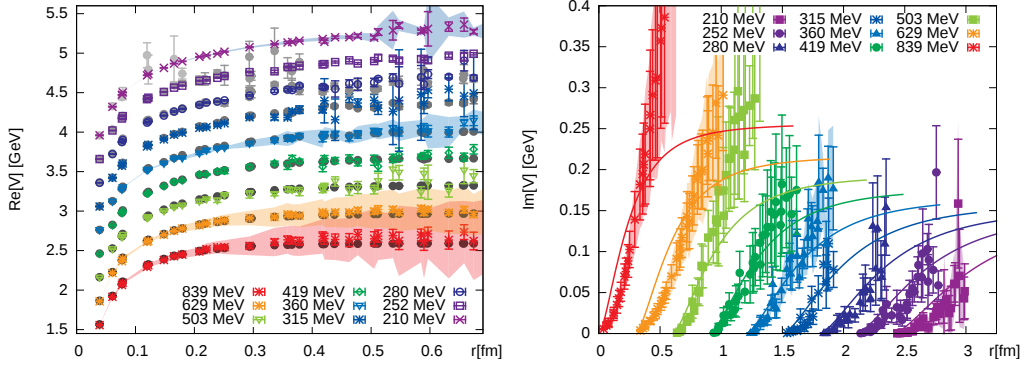 5.5
5
4.5
4
3.5
3
2.5
2
1.5
Re[V] [GeV]
839 MeV 419 MeV 280 MeV
629 MeV 360 MeV 252 MeV
503 MeV 315 MeV 210 MeV
0 0.1 0.2 0.3 0.4 0.5 0.6 r[fm]
0.4
0.35
0.3
0.25
0.2
0.15
0.1
0.05
0
Im[V] [GeV]
210 MeV 315 MeV 503 MeV
252 MeV 360 MeV 629 MeV
280 MeV 419 MeV 839 MeV
0 0.5 1 1.5 2 2.5 3 r[fm]